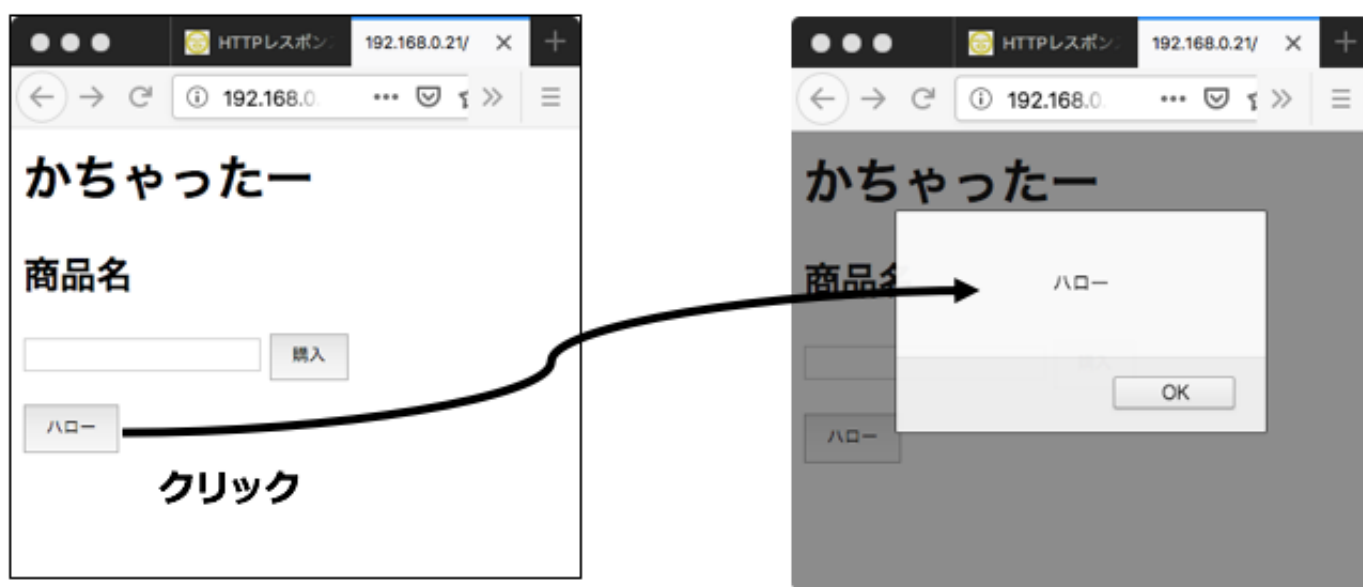 HTTPレスポン
192.168.0.21/
192.168.0.
かちゃったー
商品名
購入
ハロー
クリック
HTTPレスポン
192.168.0.21/
192.168.0.
かちゃったー
商品名
ハロー
OK
ハロー